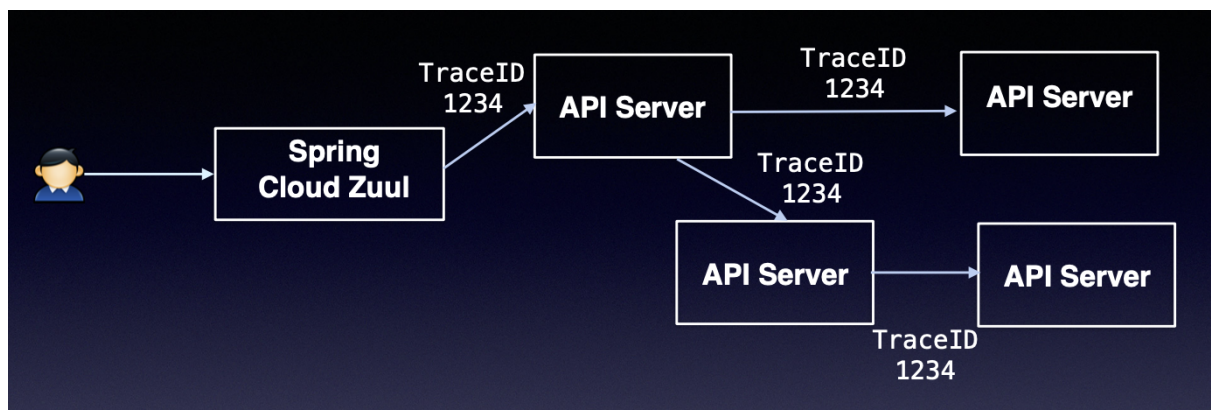 TraceID
1234
Spring
Cloud Zuul
API Server
TraceID
1234
API Server
TraceID
1234
API Server
API Server
TraceID
1234